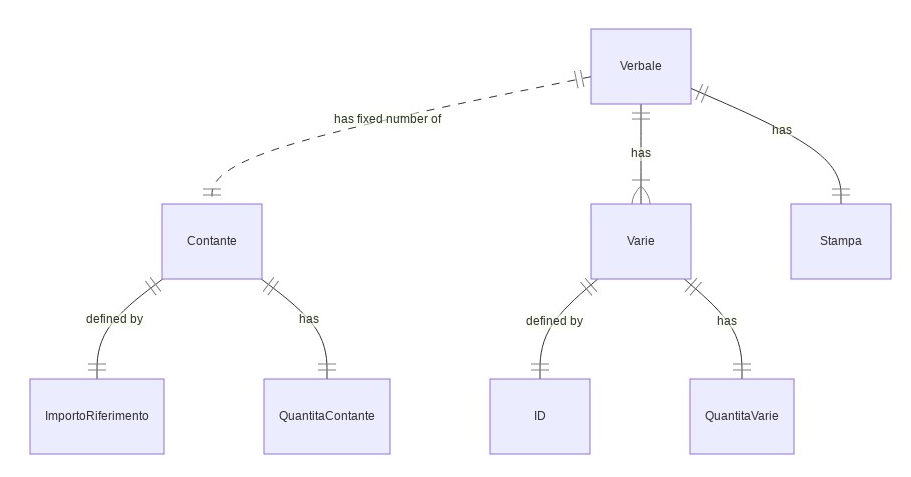 Verbale
has fixed number of
has
has
Contante
Varie
Stampa
defined by
has
defined by
has
ImportoRiferimento
QuantitaContante
ID
QuantitaVarie